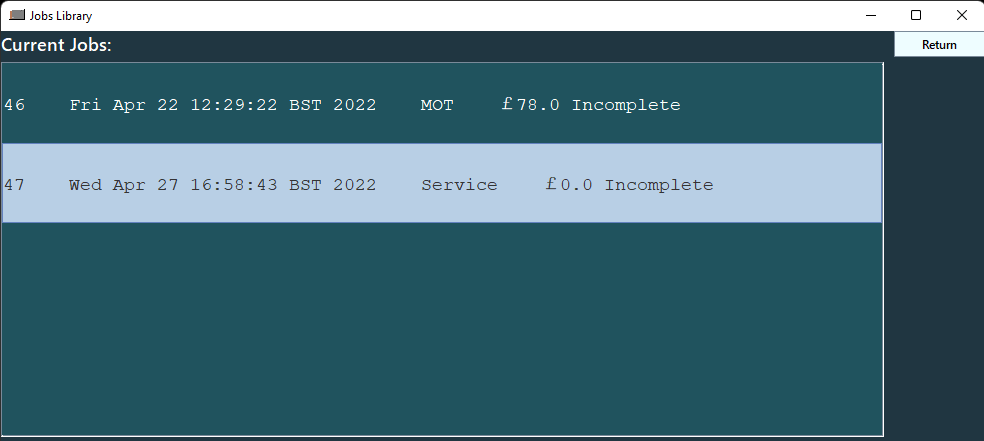 Jobs Library
Current Jobs:
Return
46 Fri Apr 22 12:29:22 BST 2022 MOT £78.0 Incomplete
47 Wed Apr 27 16:58:43 BST 2022 Service £0.0 Incomplete